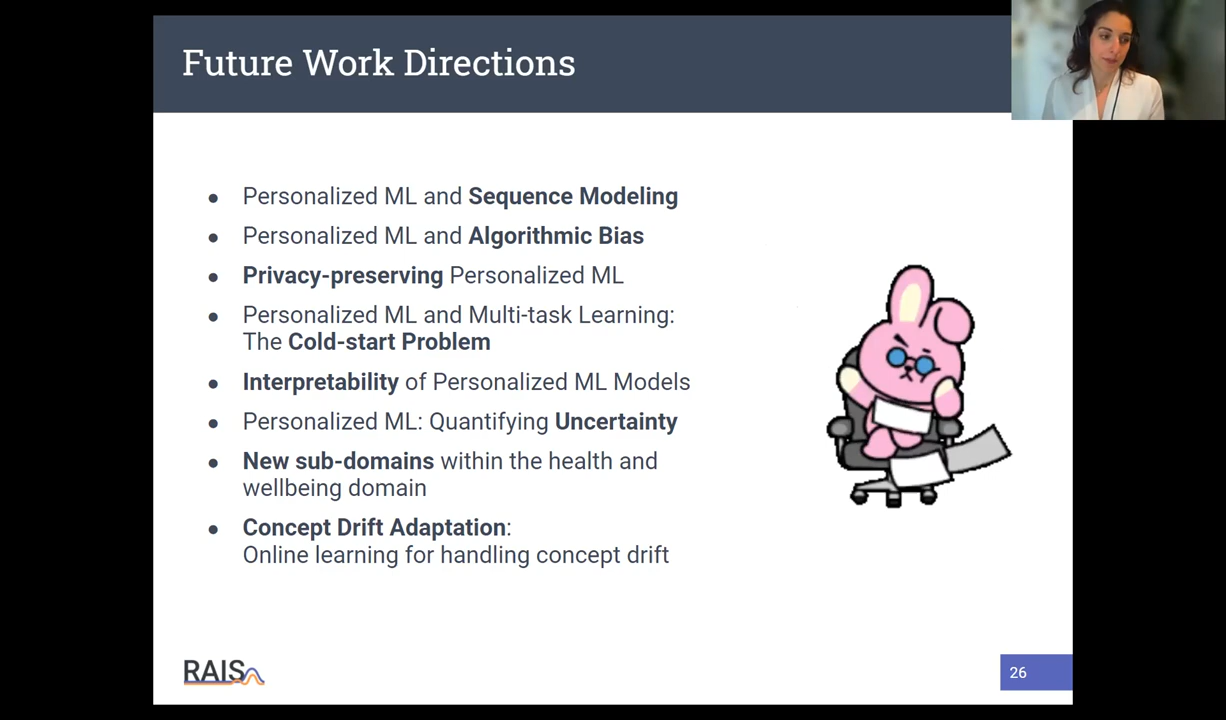 Future Work Directions
● Personalized ML and Sequence Modeling
● Personalized ML and Algorithmic Bias
● Privacy-preserving Personalized ML
● Personalized ML and Multi-task Learning:
The Cold-start Problem
● Interpretability of Personalized ML Models
● Personalized ML: Quantifying Uncertainty
● New sub-domains within the health and
wellbeing domain
● Concept Drift Adaptation:
Online learning for handling concept drift
RAIS
26